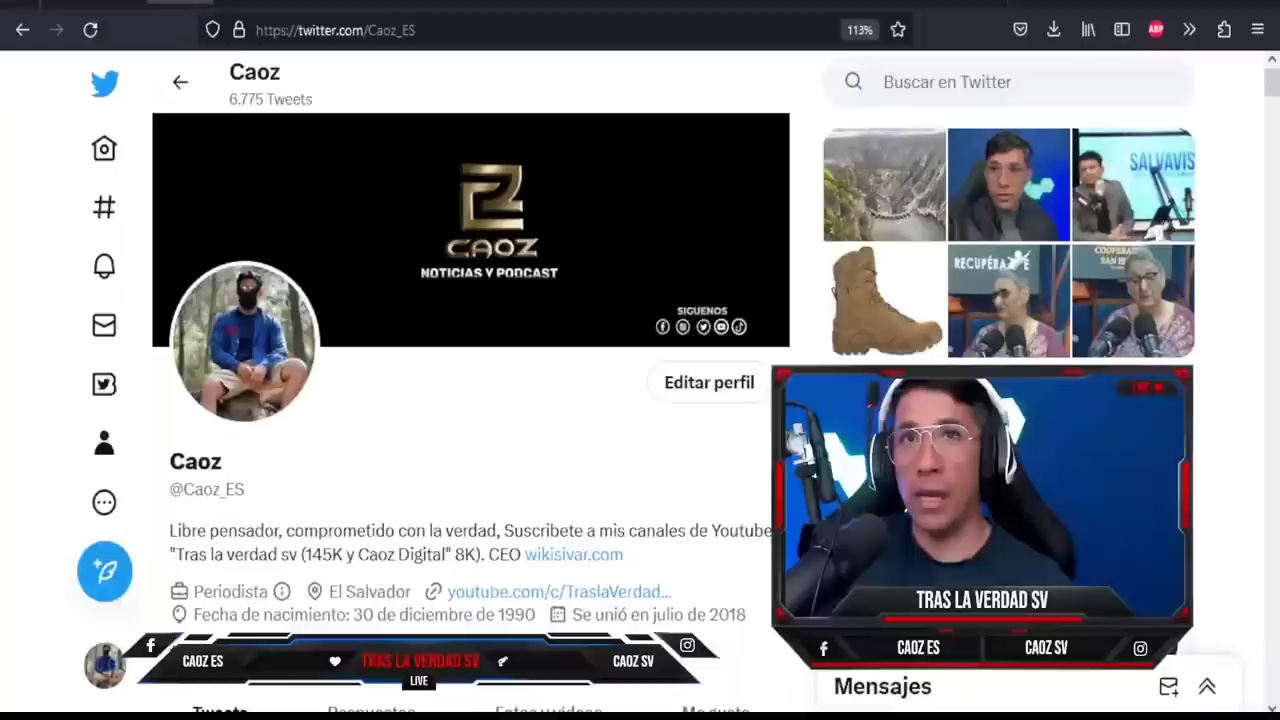 https://twitter.com/Caoz_ES
113%
ABP
Caoz
6.775 Tweets
Buscar en Twitter
CAOZ
NOTICIAS Y PODCAST
SIGUENOS
SALVAVIS
RECUPÉRATE
Editar perfil
Caoz
@Caoz_ES
Libre pensador, comprometido con la verdad, Suscribete a mis canales de Youtube
"Tras la verdad sv (145K y Caoz Digital" 8K). CEO wikisivar.com
Periodista
El Salvador
youtube.com/c/TraslaVerdad...
Fecha de nacimiento: 30 de diciembre de 1990
Se unió en julio de 2018
TRAS LA VERDAD SV
CAOZ ES
CAOZ SV
CAOZ ES
TRAS LA VERDAD SV
CAOZ SV
LIVE
Mensajes
Tweets
Respuestas
Fotos y videos
Me gusta